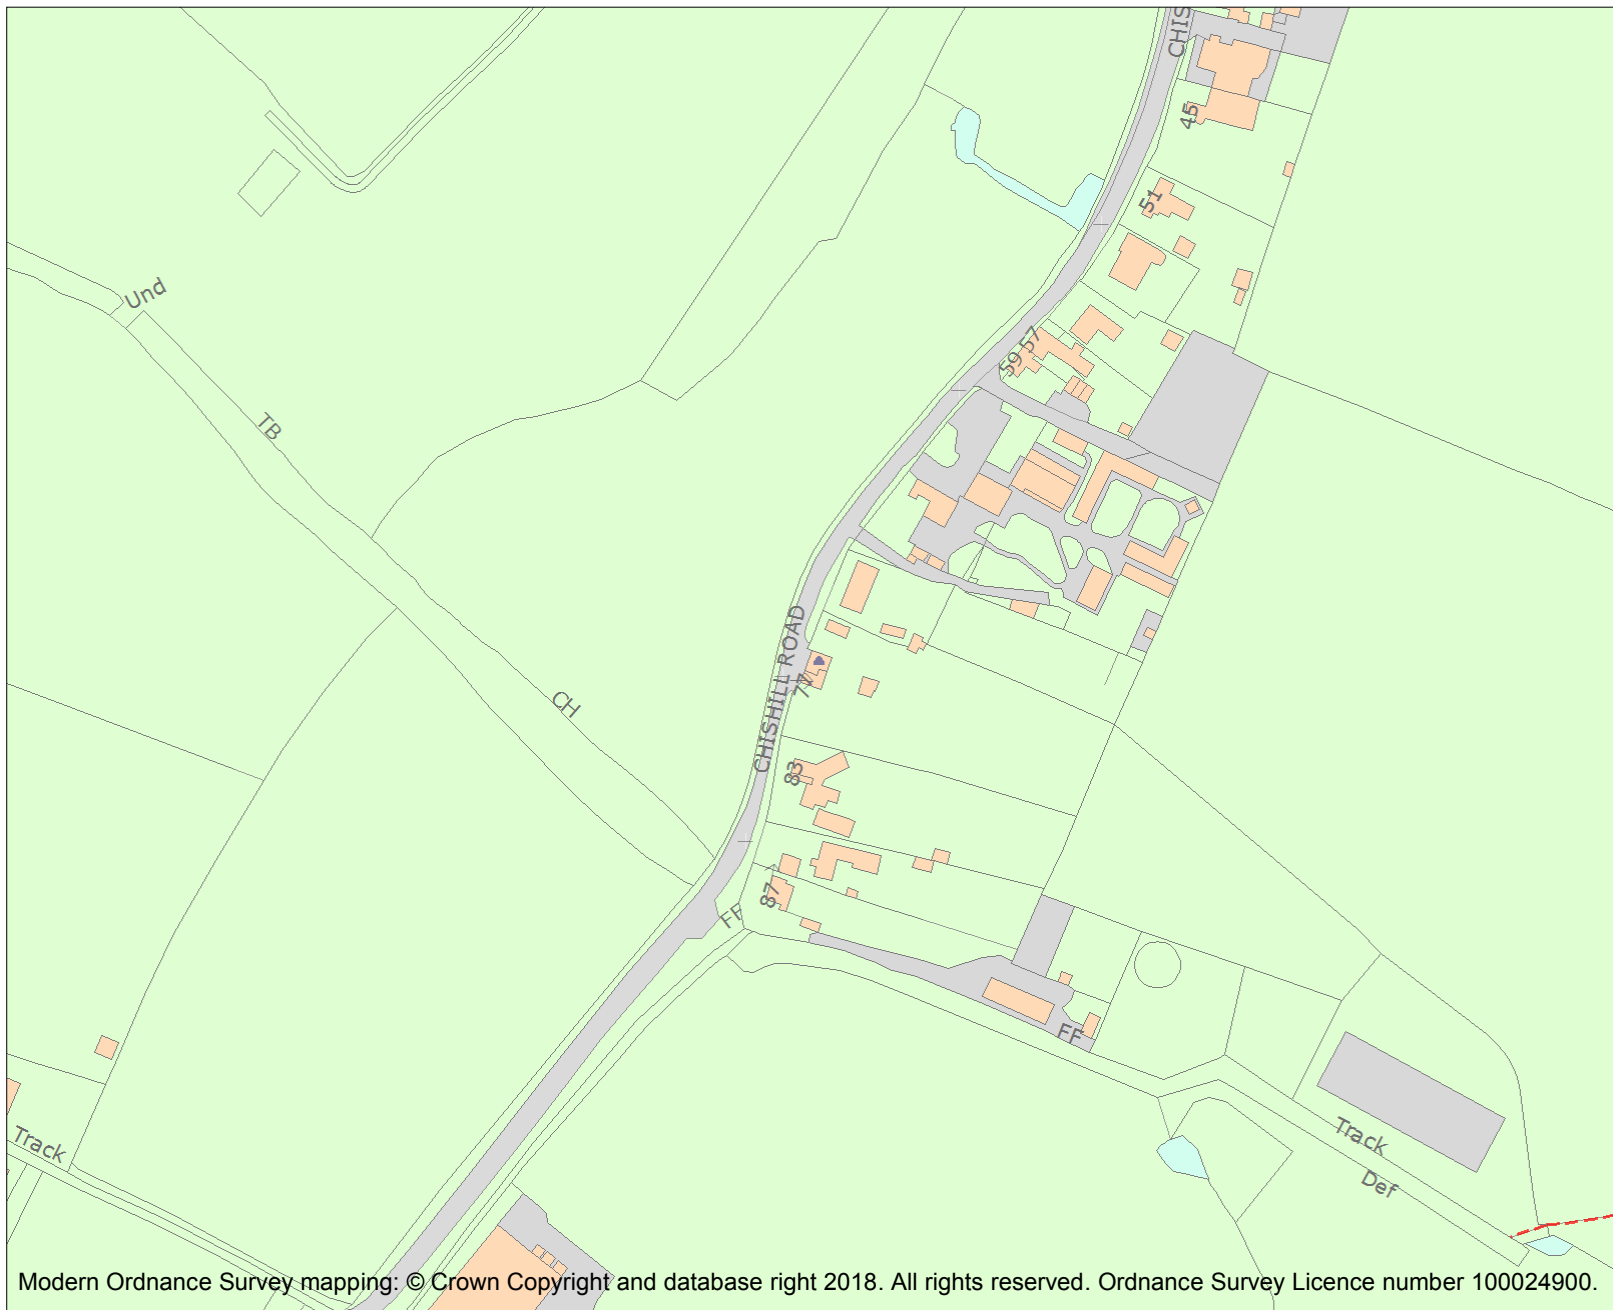 CHIS
45
51
Und
57
59
TB
CHISHILL ROAD
77
CH
83
87
FF
FF
Track
Track
Def
Modern Ordnance Survey mapping: © Crown Copyright and database right 2018. All rights reserved. Ordnance Survey Licence number 100024900.